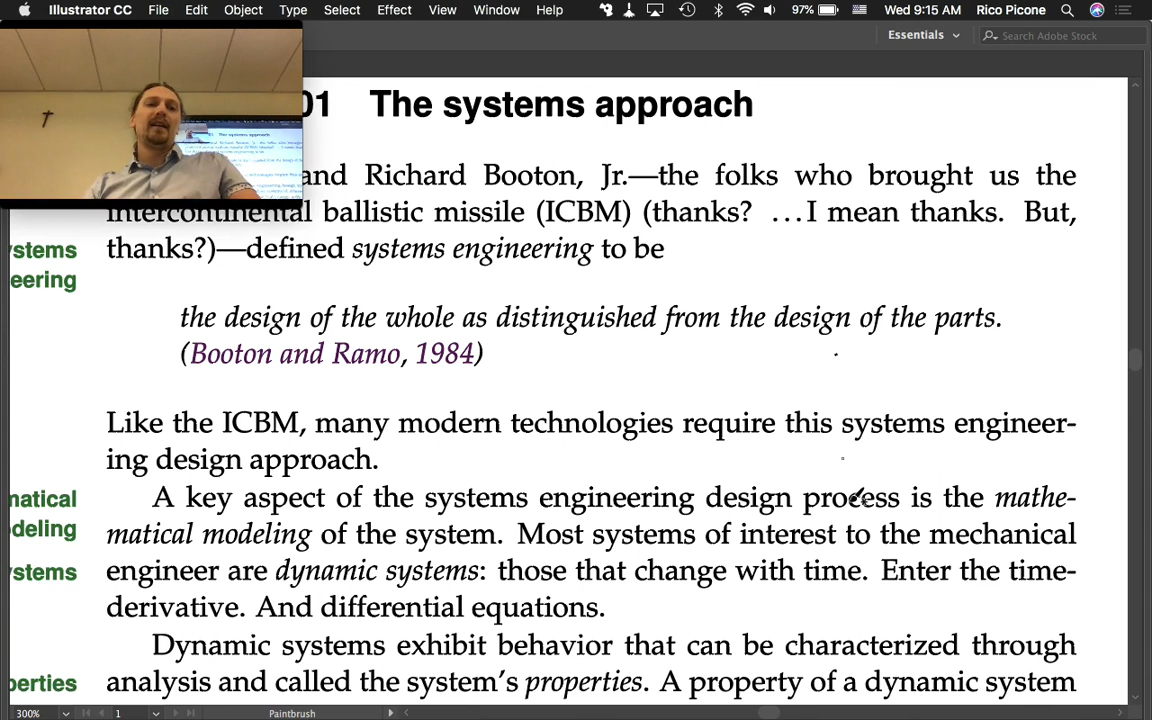 Illustrator CC File Edit Object Type Select Effect View Window Help 97% Wed 9:15 AM Rico Picone
Essentials Search Adobe Stock
01 The systems approach
and Richard Booton, Jr.—the folks who brought us the
intercontinental ballistic missile (ICBM) (thanks? ...I mean thanks. But,
thanks?)—defined systems engineering to be
ystems
eering
the design of the whole as distinguished from the design of the parts.
(Booton and Ramo, 1984)
Like the ICBM, many modern technologies require this systems engineer-
ing design approach.
A key aspect of the systems engineering design process is the mathe-
matical modeling of the system. Most systems of interest to the mechanical
engineer are dynamic systems: those that change with time. Enter the time-
derivative. And differential equations.
matical
deling
ystems
Dynamic systems exhibit behavior that can be characterized through
analysis and called the system's properties. A property of a dynamic system
perties
300% 1 Paintbrush